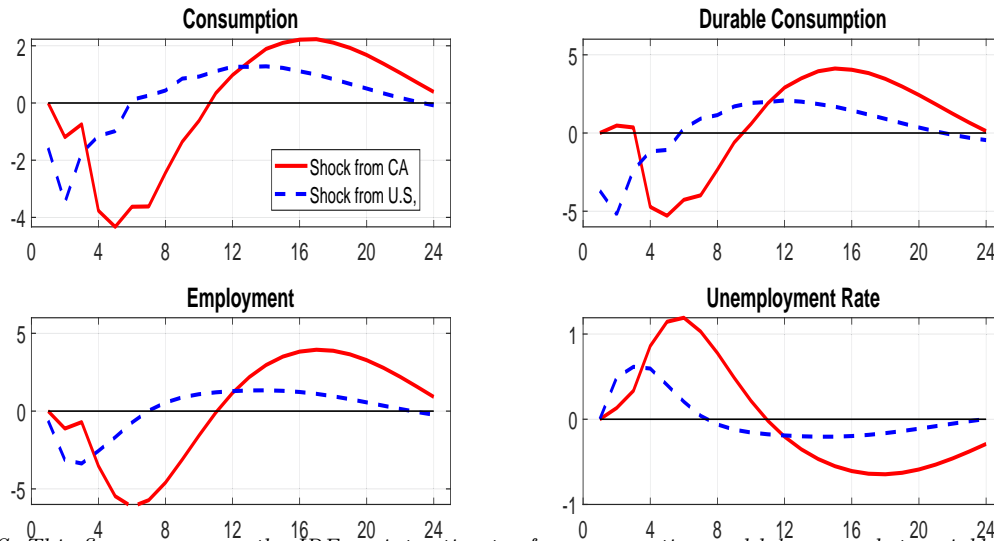 Consumption
Durable Consumption
2
0
-2
-4
Shock from CA
Shock from U.S,
0 4 8 12 16 20 24
5
0
-5
0 4 8 12 16 20 24
Employment
Unemployment Rate
5
0
-5
0 4 8 12 16 20 24
1
0
-1
0 4 8 12 16 20 24